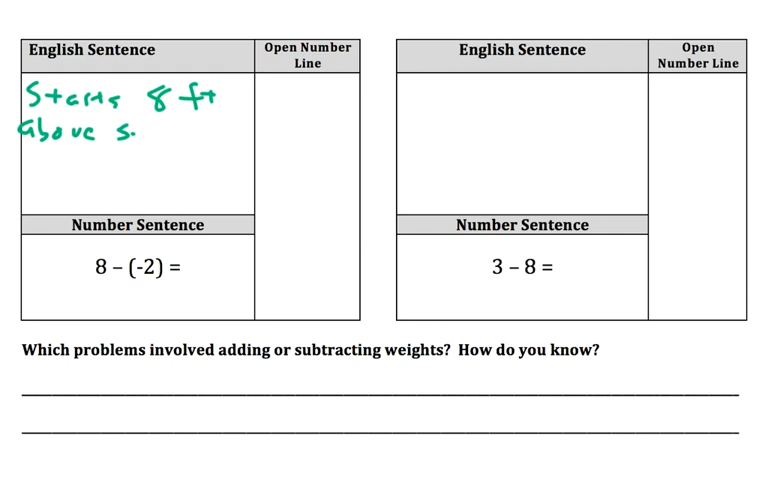 English Sentence
Open Number
Line
Starts 8 ft
above s.
Number Sentence
8 – (-2) =
English Sentence
Open
Number Line
Number Sentence
3 – 8 =
Which problems involved adding or subtracting weights? How do you know?